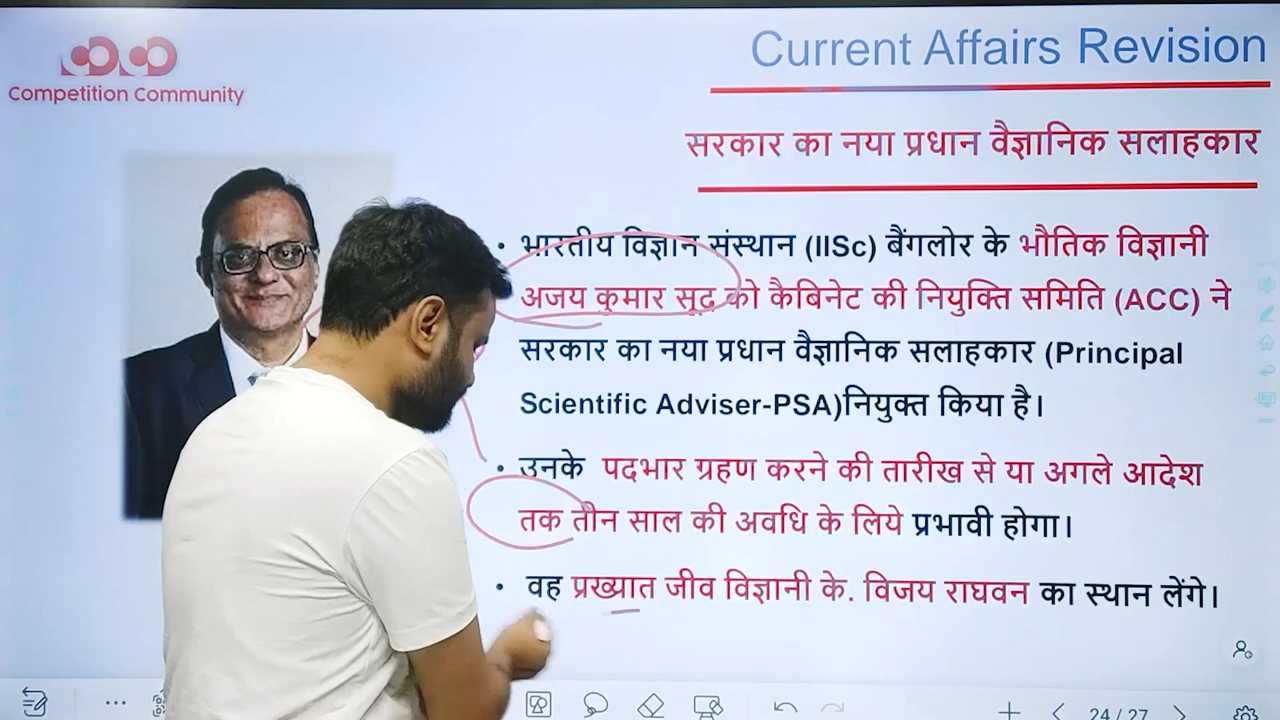 Competition Community
Current Affairs Revision
सरकार का नया प्रधान वैज्ञानिक सलाहकार
• भारतीय विज्ञान संस्थान (IISc) बैंगलोर के भौतिक विज्ञानी
अजय कुमार सूद को कैबिनेट की नियुक्ति समिति (ACC) ने
सरकार का नया प्रधान वैज्ञानिक सलाहकार (Principal
Scientific Adviser-PSA)नियुक्त किया है।
• उनके पदभार ग्रहण करने की तारीख से या अगले आदेश
तक तीन साल की अवधि के लिये प्रभावी होगा।
• वह प्रख्यात जीव विज्ञानी के. विजय राघवन का स्थान लेंगे।
24/27